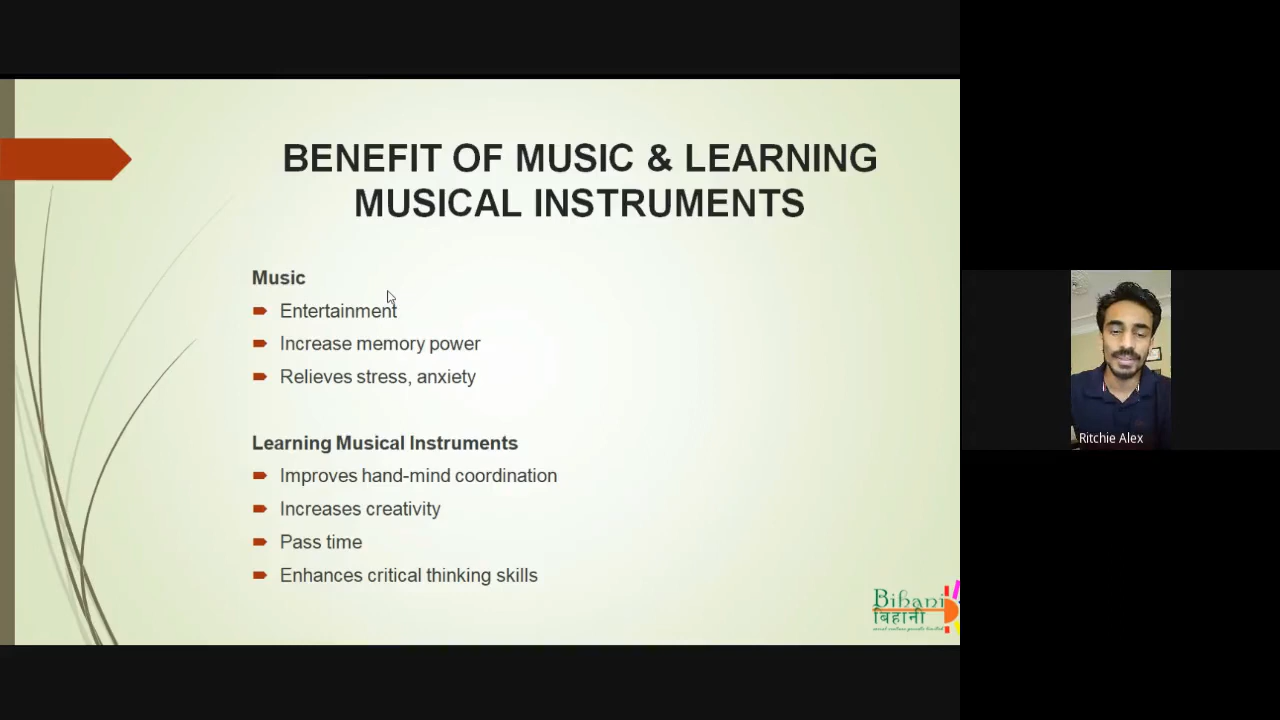 BENEFIT OF MUSIC & LEARNING
MUSICAL INSTRUMENTS
Music
Entertainment
Increase memory power
Relieves stress, anxiety
Learning Musical Instruments
Improves hand-mind coordination
Increases creativity
Pass time
Enhances critical thinking skills
Bihani
बिहानी
Ritchie Alex